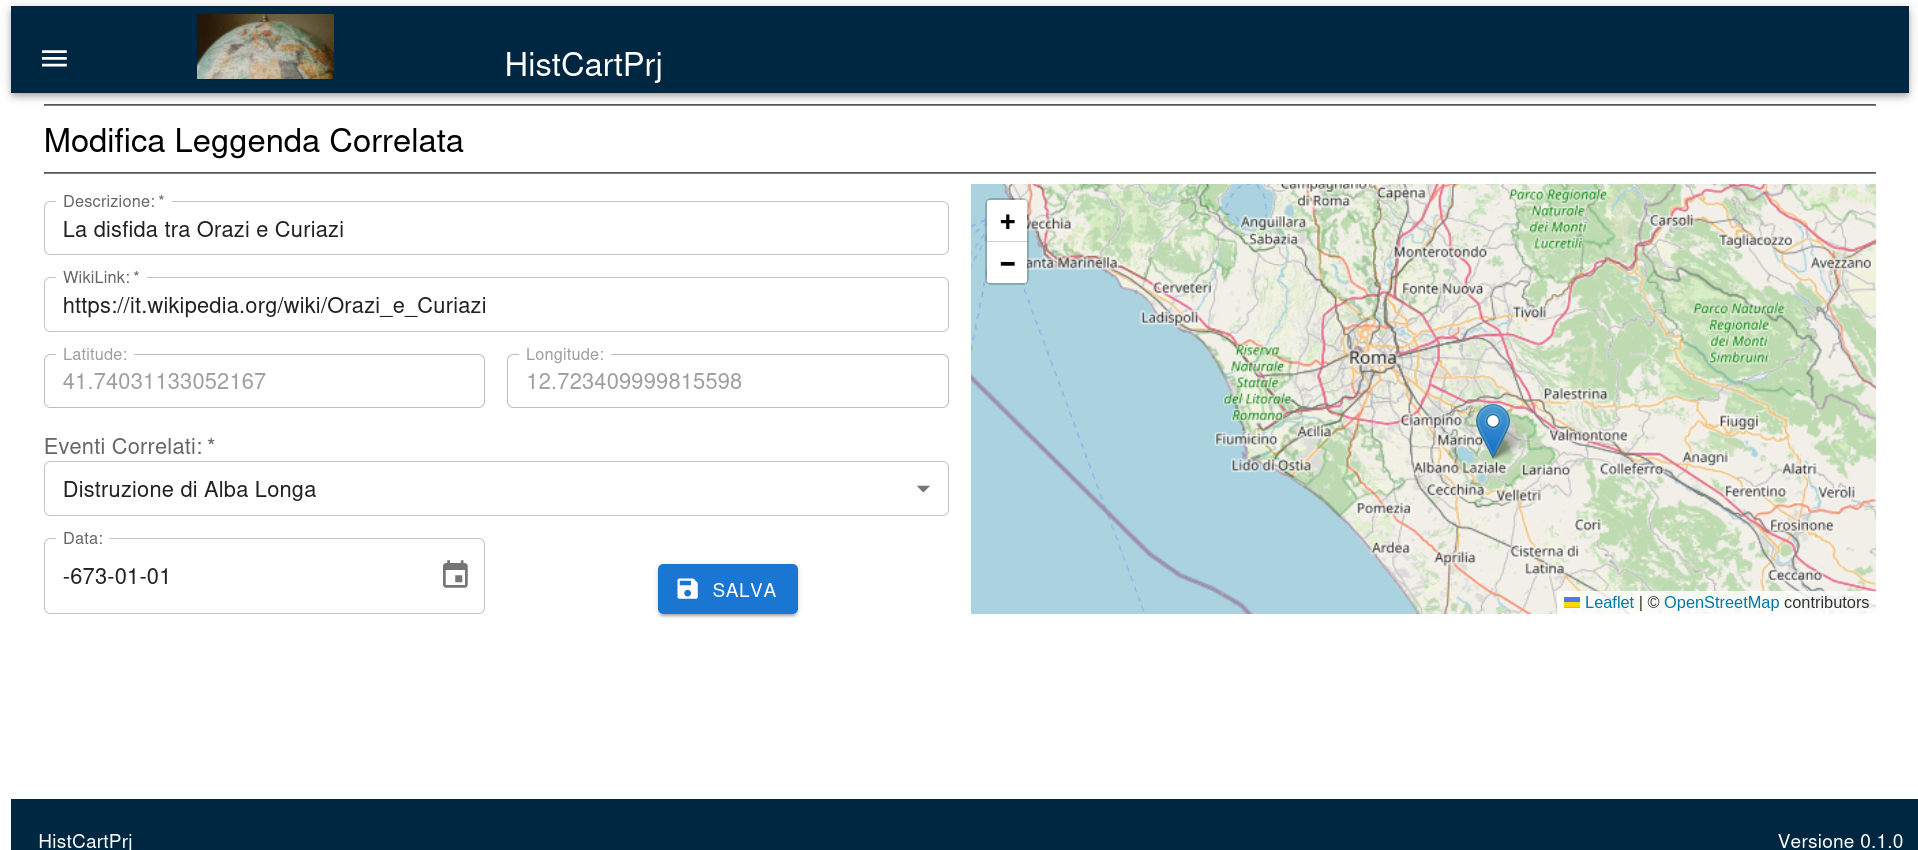 HistCartPrj
Modifica Leggenda Correlata
Descrizione: *
La disfida tra Orazi e Curiazi
WikiLink: *
https://it.wikipedia.org/wiki/Orazi_e_Curiazi
Latitude:
41.74031133052167
Longitude:
12.723409999815598
Eventi Correlati: *
Distruzione di Alba Longa
Data:
-673-01-01
SALVA
+
−
Campagnano
di Roma
Capena
Parco Regionale
Naturale
dei Monti
Lucretili
Carsoli
Tagliacozzo
Avezzano
vecchia
Anguillara
Sabazia
Monterotondo
anta Marinella
Cerveteri
Fonte Nuova
Ladispoli
Tivoli
Parco Naturale
Regionale
dei Monti
Simbruini
Riserva
Naturale
Statale
del Litorale
Romano
Roma
Palestrina
Ciampino
Fiuggi
Fiumicino
Acilia
Marino
Valmontone
Lido di Ostia
Albano Laziale
Lariano
Colleferro
Anagni
Alatri
Cecchina
Velletri
Ferentino
Veroli
Pomezia
Cori
Frosinone
Ardea
Aprilia
Cisterna di
Latina
Ceccano
Leaflet | © OpenStreetMap contributors
HistCartPrj
Versione 0.1.0